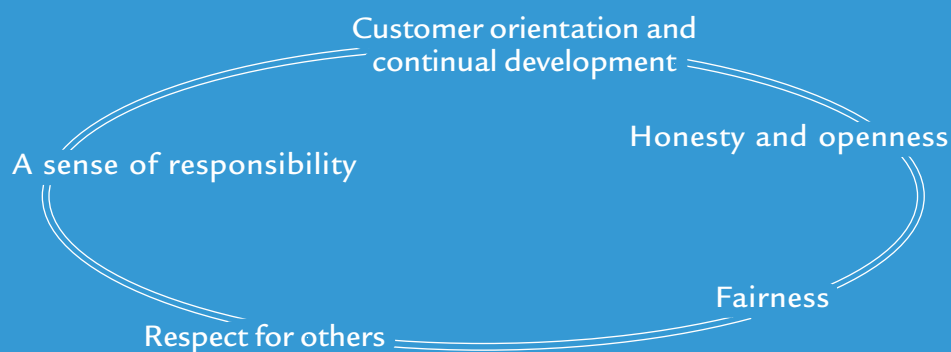 Customer orientation and
continual development
Honesty and openness
A sense of responsibility
Fairness
Respect for others